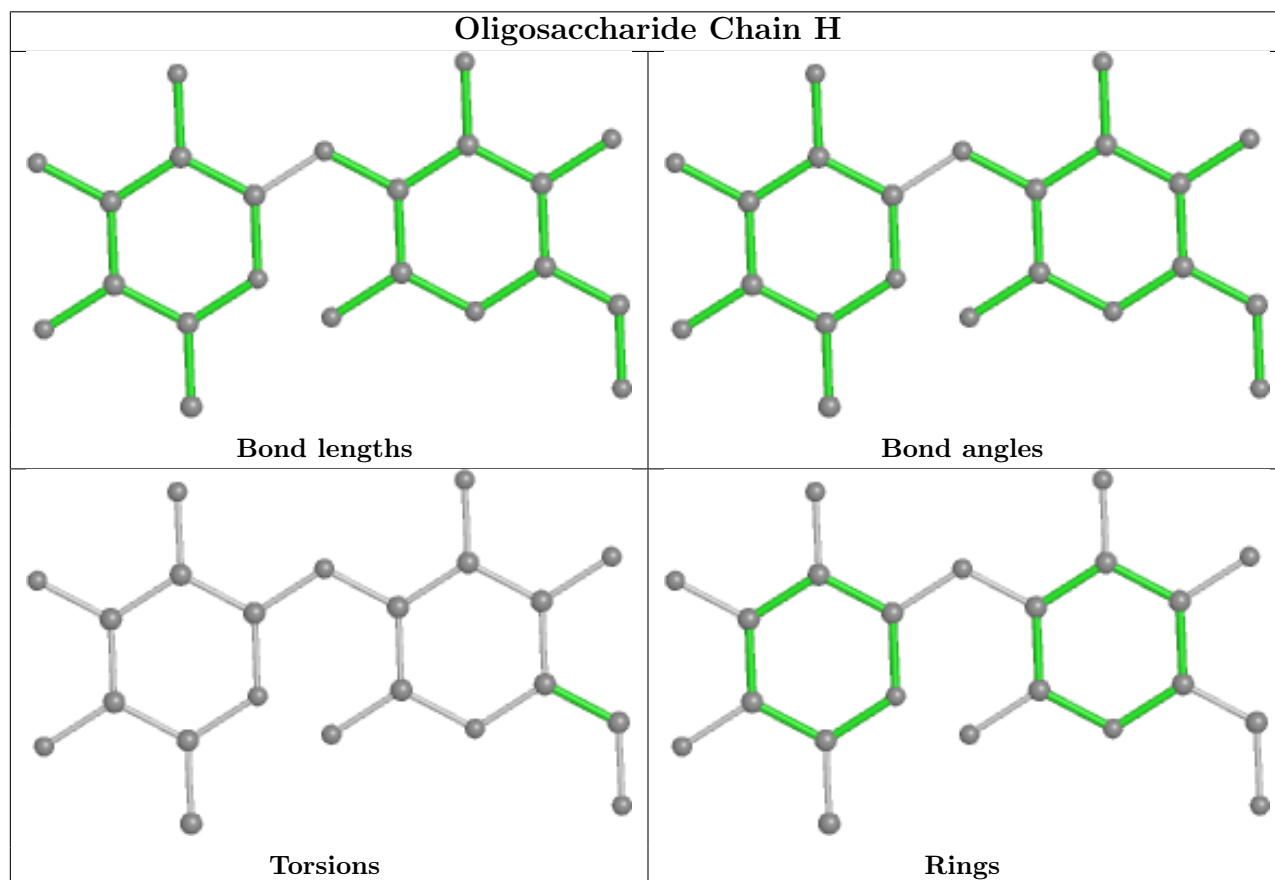 Oligosaccharide Chain H
Bond lengths
Bond angles
Torsions
Rings